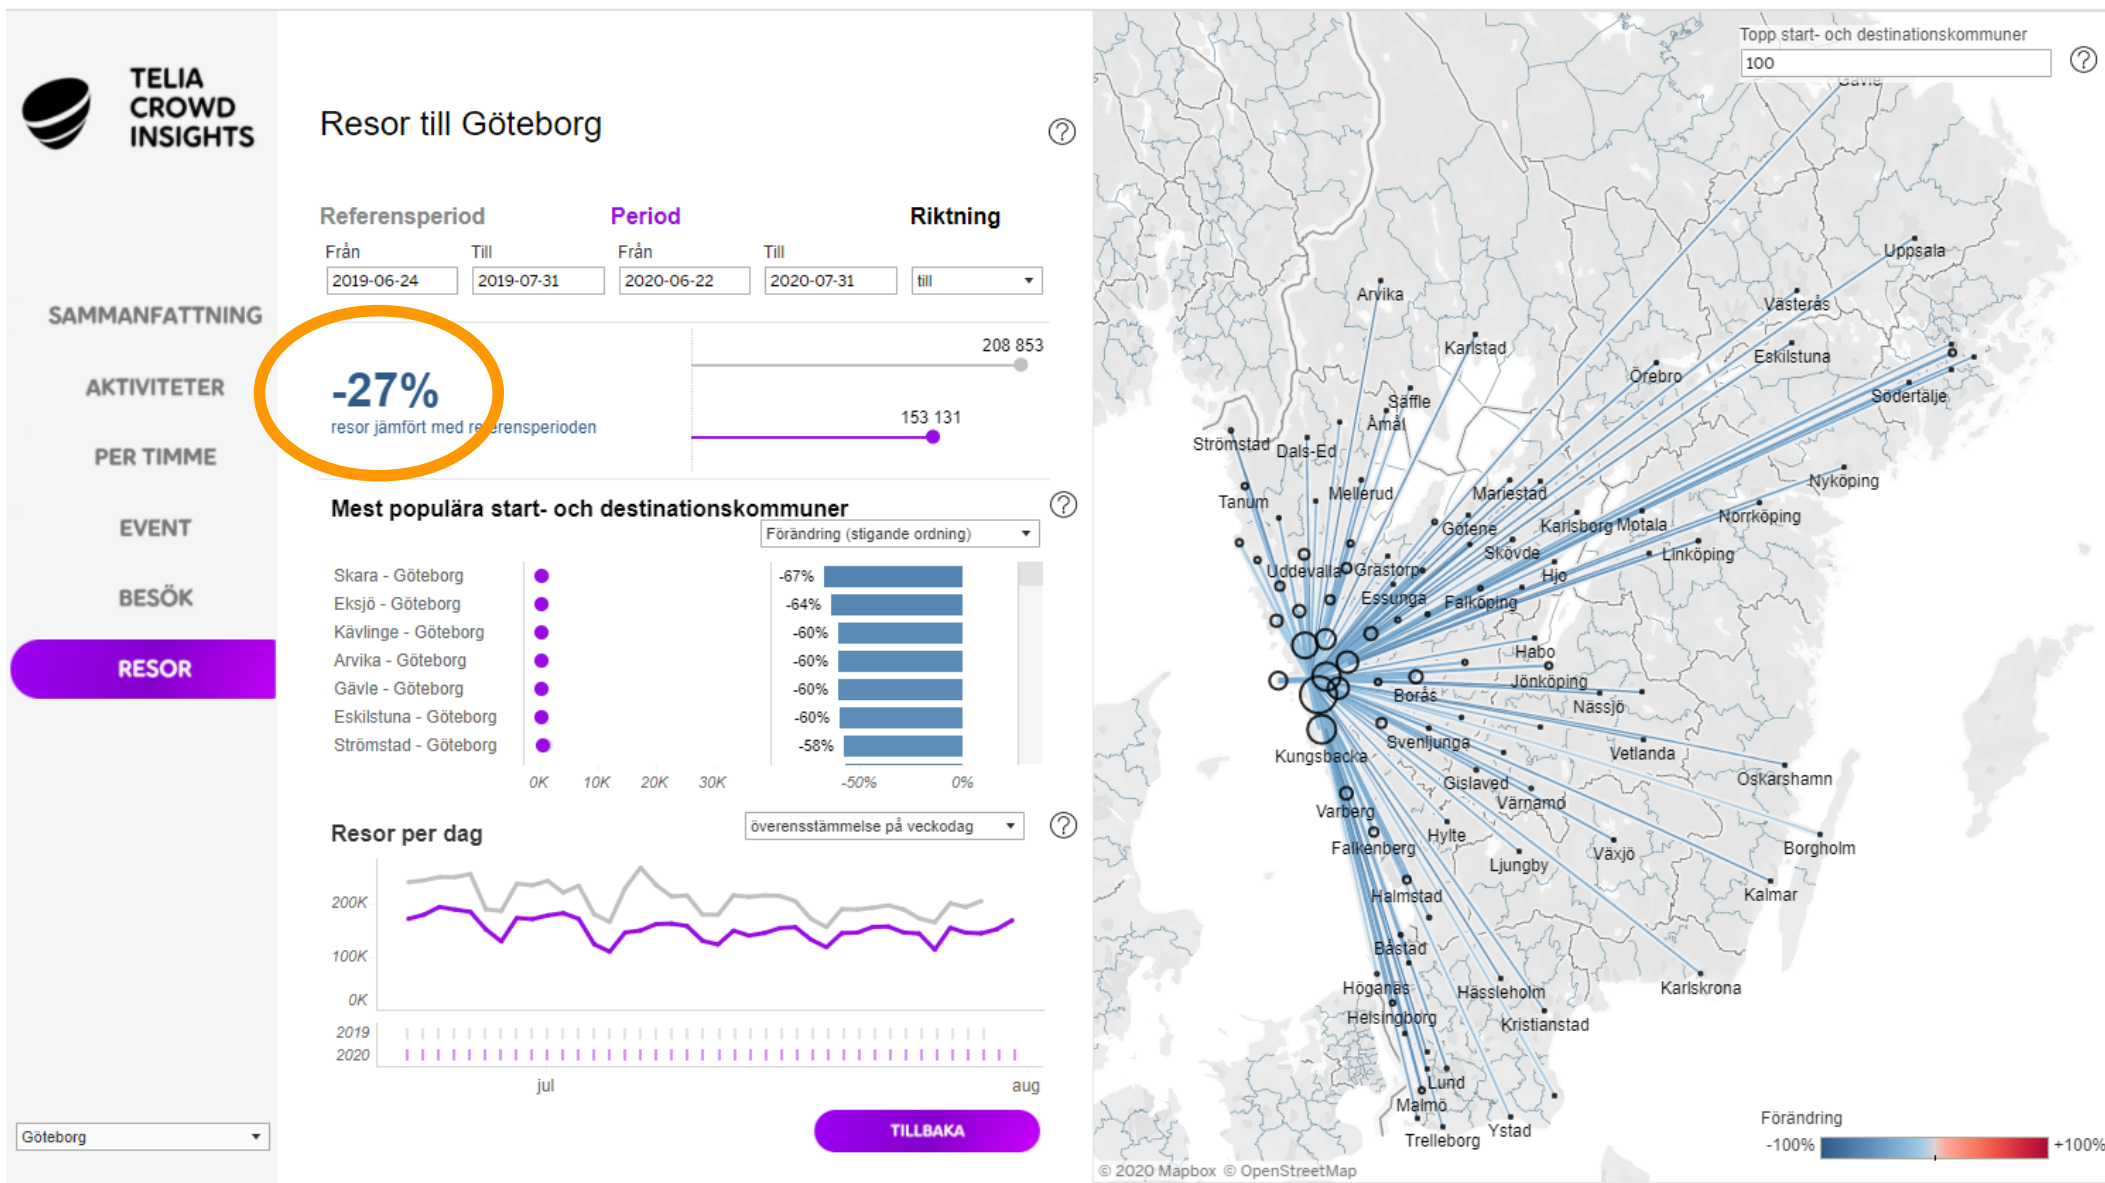 TELIA
CROWD
INSIGHTS
SAMMANFATTNING
AKTIVITETER
PER TIMME
EVENT
BESÖK
RESOR
Göteborg
Resor till Göteborg
?
Referensperiod Period Riktning
Från Till Från Till
2019-06-24 2019-07-31 2020-06-22 2020-07-31 till
-27%
resor jämfört med referensperioden
208 853
153 131
Mest populära start- och destinationskommuner
?
Förändring (stigande ordning)
Skara - Göteborg -67%
Eksjö - Göteborg -64%
Kävlinge - Göteborg -60%
Arvika - Göteborg -60%
Gävle - Göteborg -60%
Eskilstuna - Göteborg -60%
Strömstad - Göteborg -58%
0K 10K 20K 30K -50% 0%
Resor per dag
överensstämmelse på veckodag
?
200K
100K
0K
2019
2020
jul aug
TILLBAKA
Topp start- och destinationskommuner
100
?
Gävle
Uppsala
Arvika
Västerås
Karlstad
Eskilstuna
Örebro
Säffle
Södertälje
Åmål
Strömstad
Dals-Ed
Nyköping
Mellerud
Mariestad
Tanum
Norrköping
Götene
Karlsborg
Motala
Skövde
Linköping
Uddevalla
Grästorp
Hjo
Essunga
Falköping
Habo
Jönköping
Borås
Nässjö
Svenljunga
Vetlanda
Kungsbacka
Oskarshamn
Gislaved
Värnamo
Varberg
Hylte
Falkenberg
Borgholm
Växjö
Ljungby
Kalmar
Halmstad
Båstad
Höganäs
Hässleholm
Karlskrona
Helsingborg
Kristianstad
Lund
Malmö
Ystad
Trelleborg
Förändring
-100% +100%
© 2020 Mapbox © OpenStreetMap